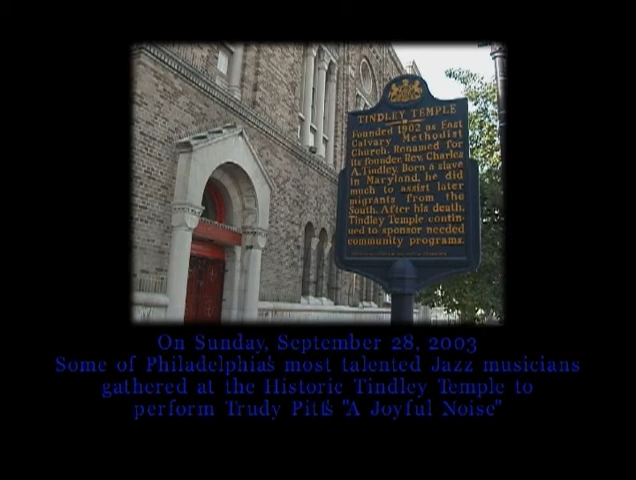 TINDLEY TEMPLE
Founded 1902 as East
Calvary Methodist
Church. Renamed for
its founder, Rev. Charles
A. Tindley. Born a slave
in Maryland, he did
much to assist later
migrants from the
South. After his death,
Tindley Temple contin-
ued to sponsor needed
community programs.
On Sunday, September 28, 2003
Some of Philadelphia's most talented Jazz musicians
gathered at the Historic Tindley Temple to
perform Trudy Pitt's "A Joyful Noise"